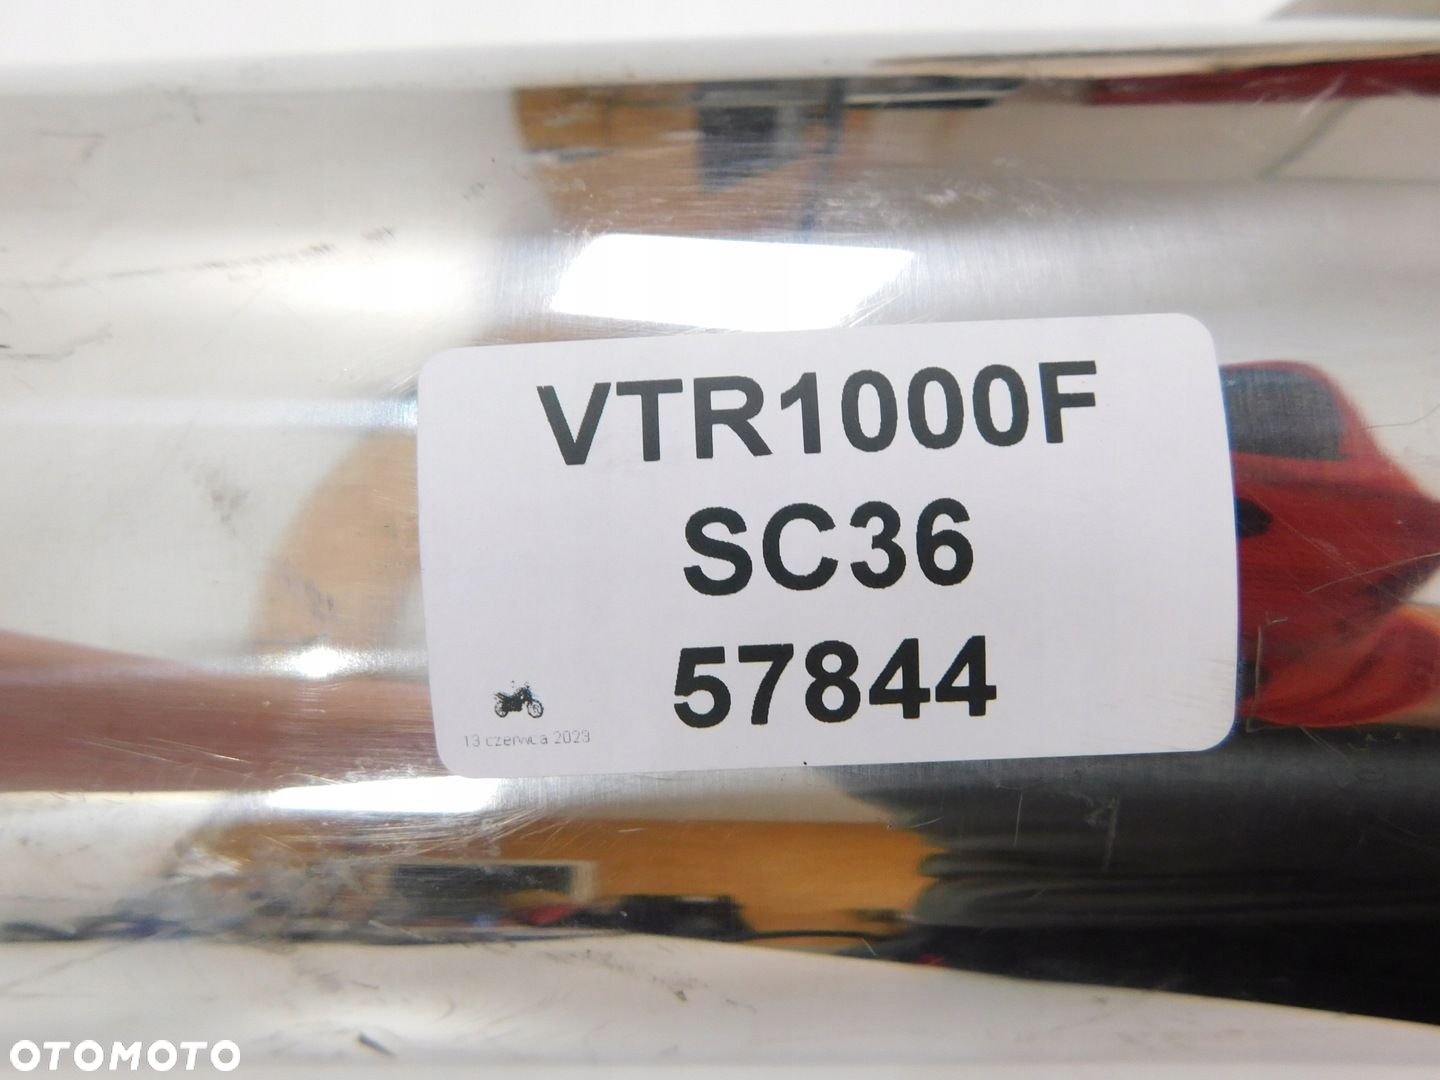 VTR1000F
SC36
57844
13 czerwca 2023
OTOMOTO